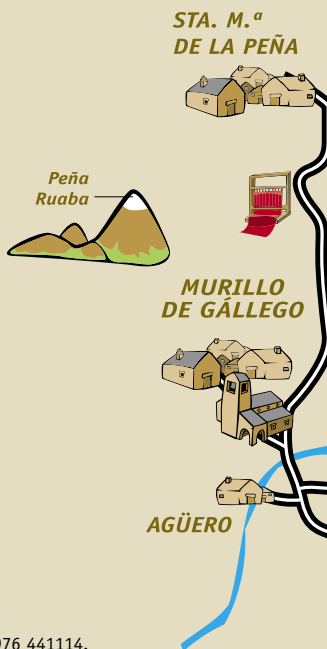 STA. M.ª
DE LA PEÑA
Peña
Ruaba
MURILLO
DE GÁLLEGO
AGÜERO
976 441114.